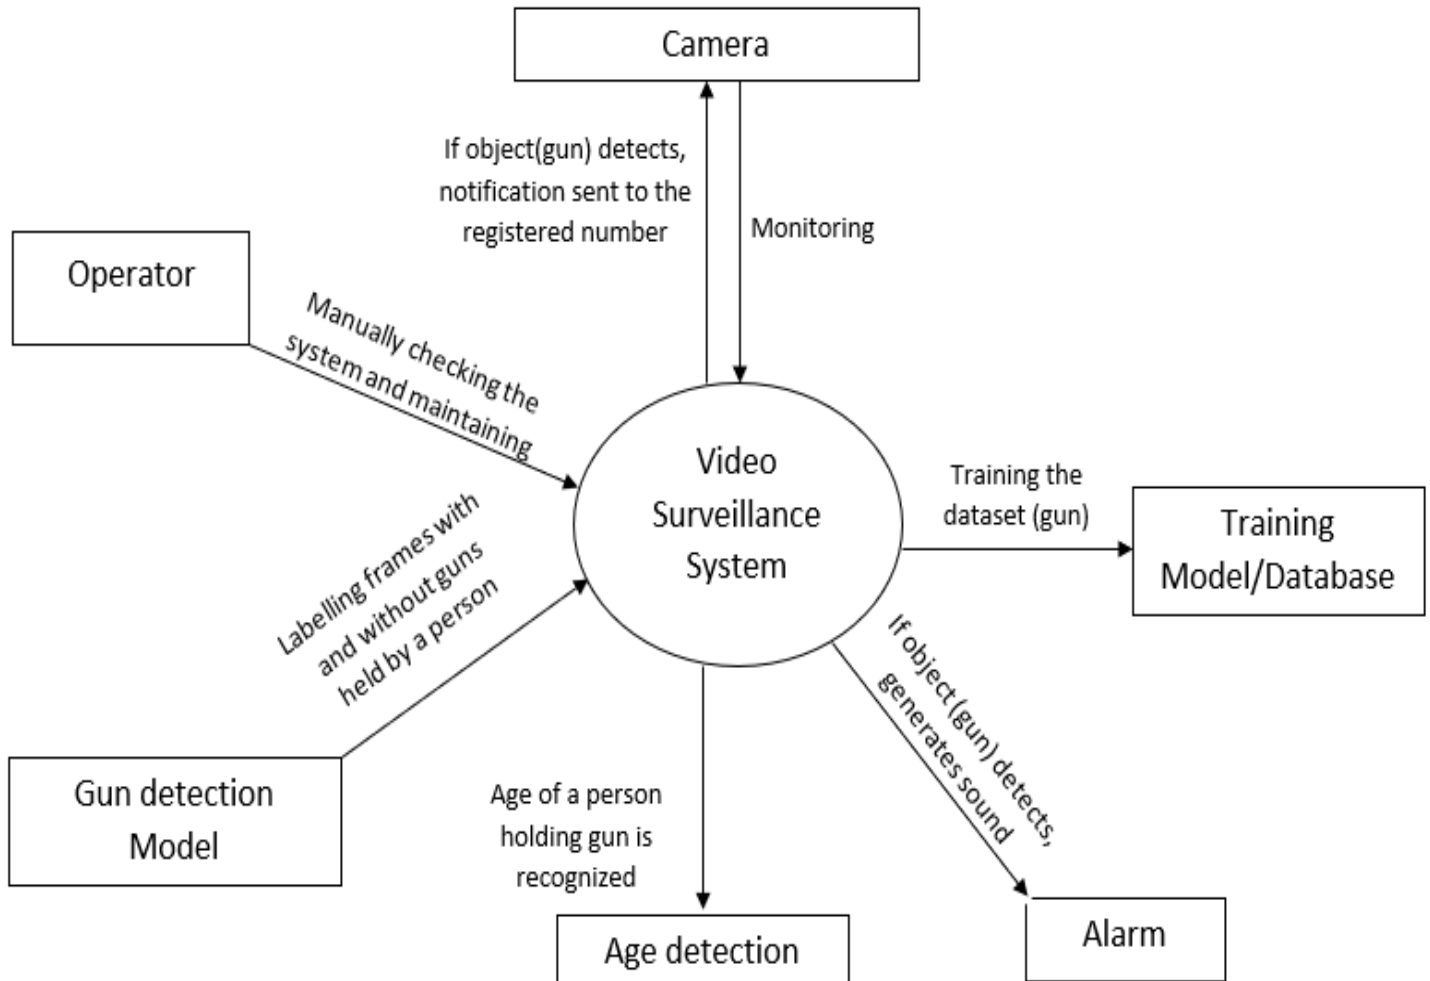 Camera
If object(gun) detects,
notification sent to the
registered number
Monitoring
Operator
Manually checking the
system and maintaining
Video
Surveillance
System
Training the
dataset (gun)
Training
Model/Database
Labelling frames with
and without guns
held by a person
If object (gun) detects,
generates sound
Gun detection
Model
Age of a person
holding gun is
recognized
Age detection
Alarm